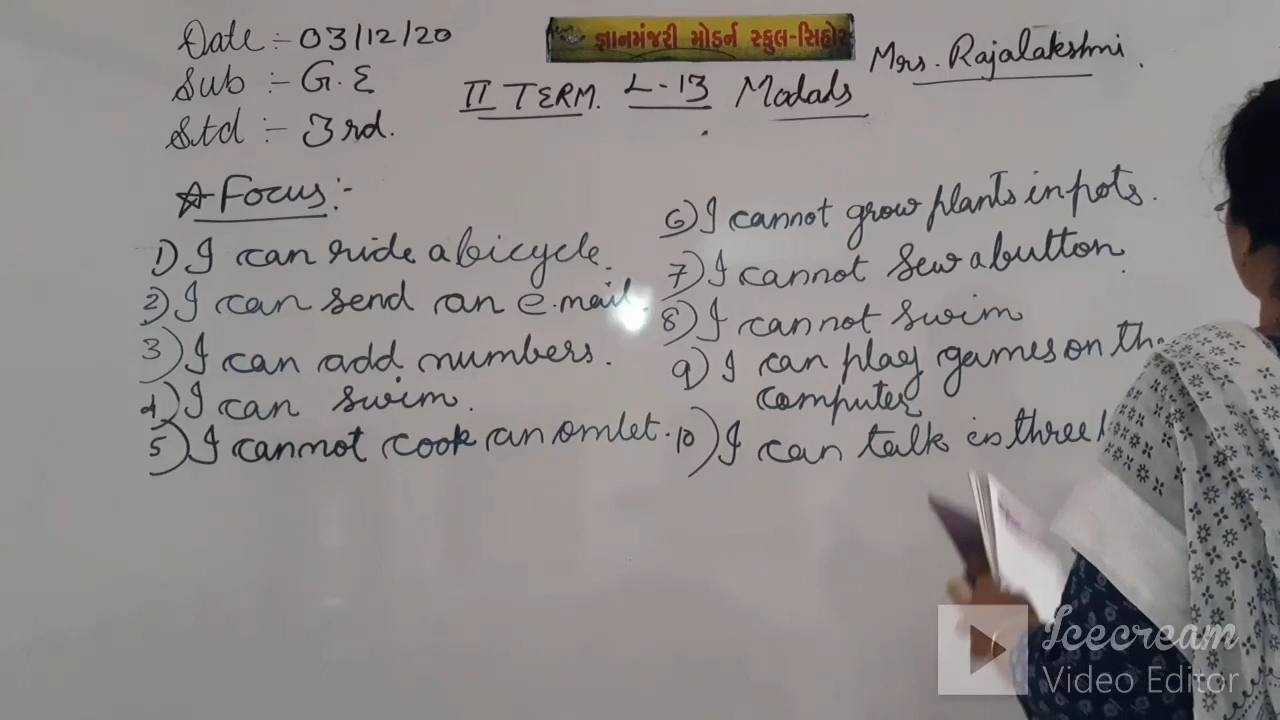 Date :- 03/12/20
Sub :- G.E
Std :- 3rd.
જ્ઞાનમંજરી મોડર્ન સ્કુલ-સિહોર
Mrs. Rajalakshmi.
II TERM. L-13 Modals
☆ Focus :-
1) I can ride a bicycle.
2) I can send an e.mail.
3) I can add numbers.
4) I can swim.
5) I cannot cook an omlet.
6) I cannot grow plants in pots.
7) I cannot sew a button.
8) I cannot swim
9) I can play games on
computer
10) I can talk in three
Icecream
Video Editor